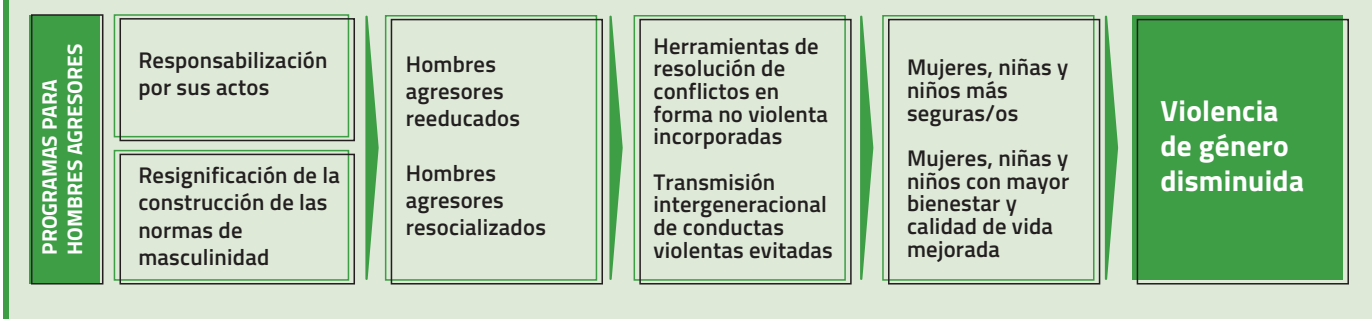 PROGRAMAS PARA
HOMBRES AGRESORES
Responsabilización
por sus actos
Resignificación de la
construcción de las
normas de
masculinidad
Hombres
agresores
reeducados
Hombres
agresores
resocializados
Herramientas de
resolución de
conflictos en
forma no violenta
incorporadas
Transmisión
intergeneracional
de conductas
violentas evitadas
Mujeres, niñas y
niños más
seguras/os
Mujeres, niñas y
niños con mayor
bienestar y
calidad de vida
mejorada
Violencia
de género
disminuida